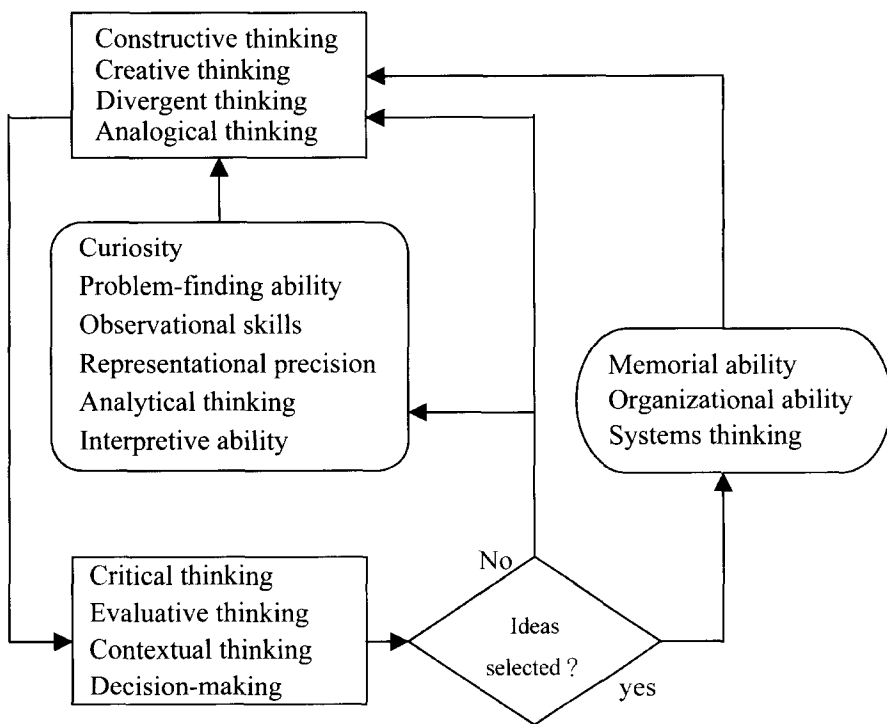 Constructive thinking
Creative thinking
Divergent thinking
Analogical thinking
Curiosity
Problem-finding ability
Observational skills
Representational precision
Analytical thinking
Interpretive ability
Memorial ability
Organizational ability
Systems thinking
Critical thinking
Evaluative thinking
Contextual thinking
Decision-making
No
Ideas
selected ?
yes